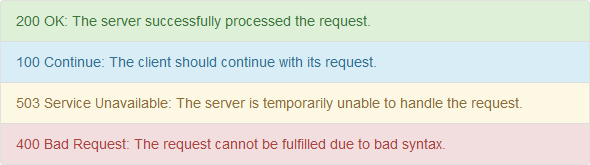 200 OK: The server successfully processed the request.
100 Continue: The client should continue with its request.
503 Service Unavailable: The server is temporarily unable to handle the request.
400 Bad Request: The request cannot be fulfilled due to bad syntax.